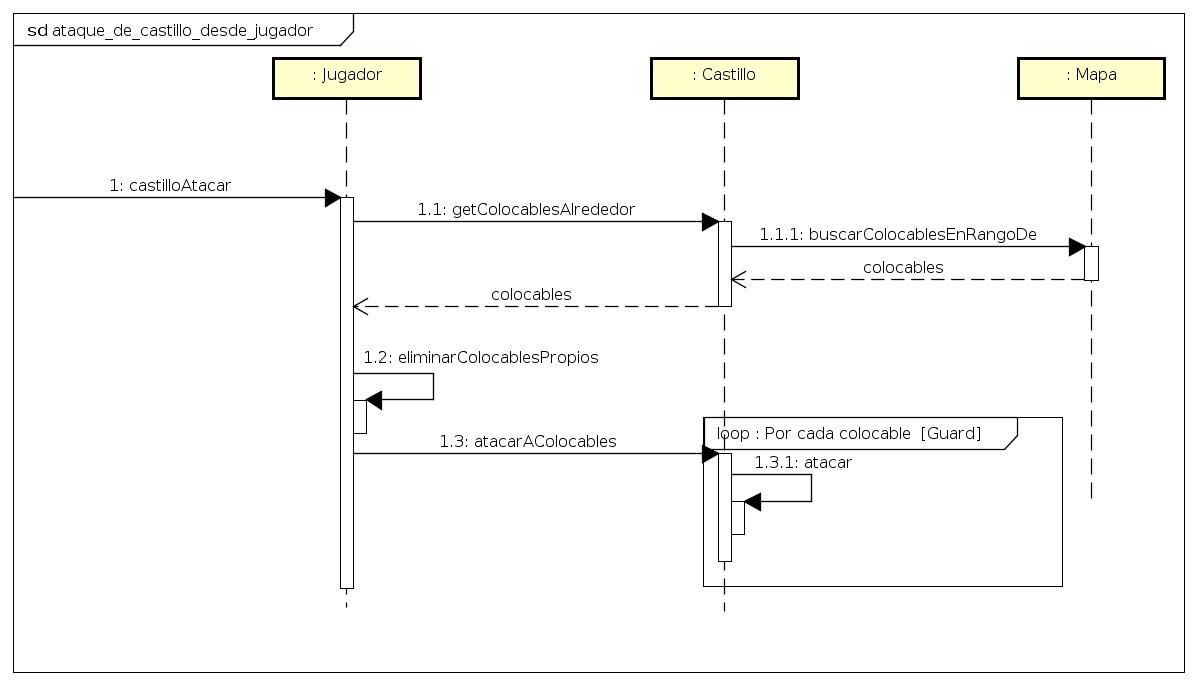 sd ataque_de_castillo_desde_jugador
: Jugador
: Castillo
: Mapa
1: castilloAtacar
1.1: getColocablesAlrededor
1.1.1: buscarColocablesEnRangoDe
colocables
colocables
1.2: eliminarColocablesPropios
loop : Por cada colocable [Guard]
1.3: atacarAColocables
1.3.1: atacar